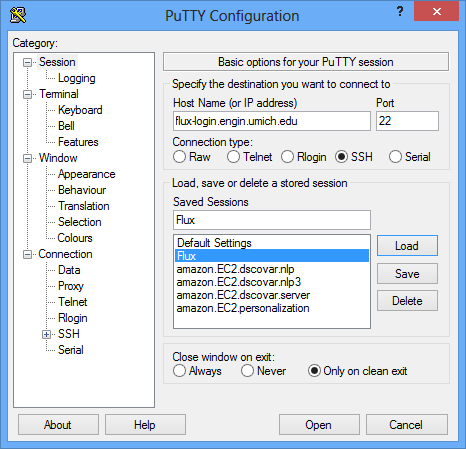 PuTTY Configuration
? ×
Category:
Session
Logging
Terminal
Keyboard
Bell
Features
Window
Appearance
Behaviour
Translation
Selection
Colours
Connection
Data
Proxy
Telnet
Rlogin
SSH
Serial
Basic options for your PuTTY session
Specify the destination you want to connect to
Host Name (or IP address) Port
flux-login.engin.umich.edu 22
Connection type:
Raw Telnet Rlogin SSH Serial
Load, save or delete a stored session
Saved Sessions
Flux
Default Settings
Flux
amazon.EC2.dscovar.nlp
amazon.EC2.dscovar.nlp3
amazon.EC2.dscovar.server
amazon.EC2.personalization
Load
Save
Delete
Close window on exit:
Always Never Only on clean exit
About Help Open Cancel